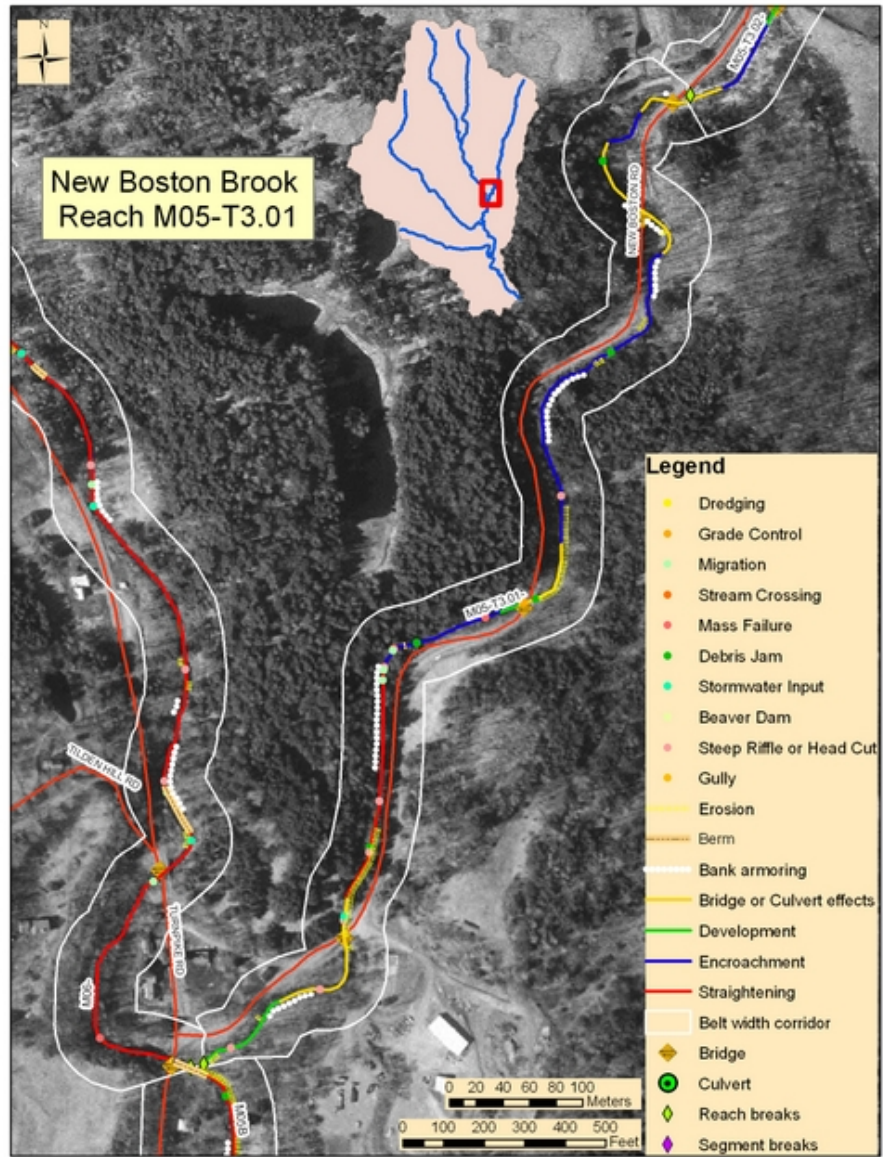 N
New Boston Brook
Reach M05-T3.01
M05-T3.02-
NEW BOSTON RD
M05-T3.01-
TILDEN HILL RD
TURNPIKE RD
M06-
M05B
Legend
Dredging
Grade Control
Migration
Stream Crossing
Mass Failure
Debris Jam
Stormwater Input
Beaver Dam
Steep Riffle or Head Cut
Gully
Erosion
Berm
Bank armoring
Bridge or Culvert effects
Development
Encroachment
Straightening
Belt width corridor
Bridge
Culvert
Reach breaks
Segment breaks
0 20 40 60 80 100
Meters
0 100 200 300 400 500
Feet